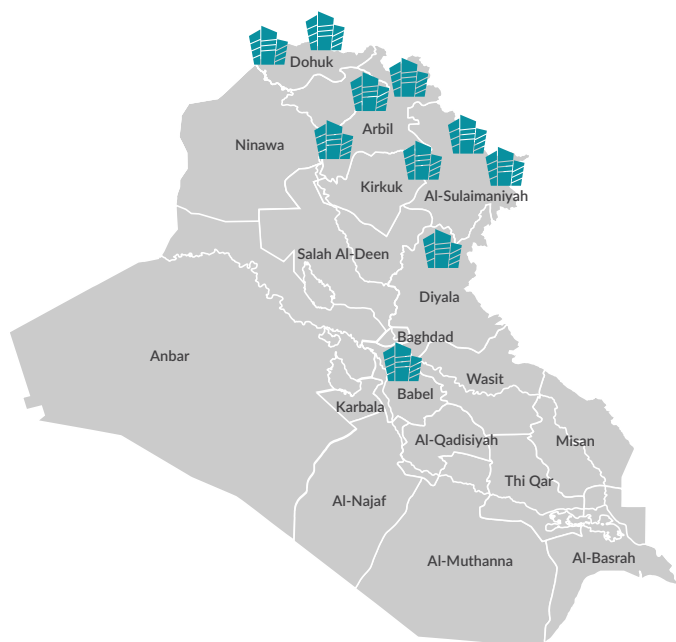 Dohuk
Arbil
Ninawa
Kirkuk
Al-Sulaimaniyah
Salah Al-Deen
Diyala
Baghdad
Anbar
Wasit
Babel
Karbala
Al-Qadisiyah
Misan
Thi Qar
Al-Najaf
Al-Muthanna
Al-Basrah